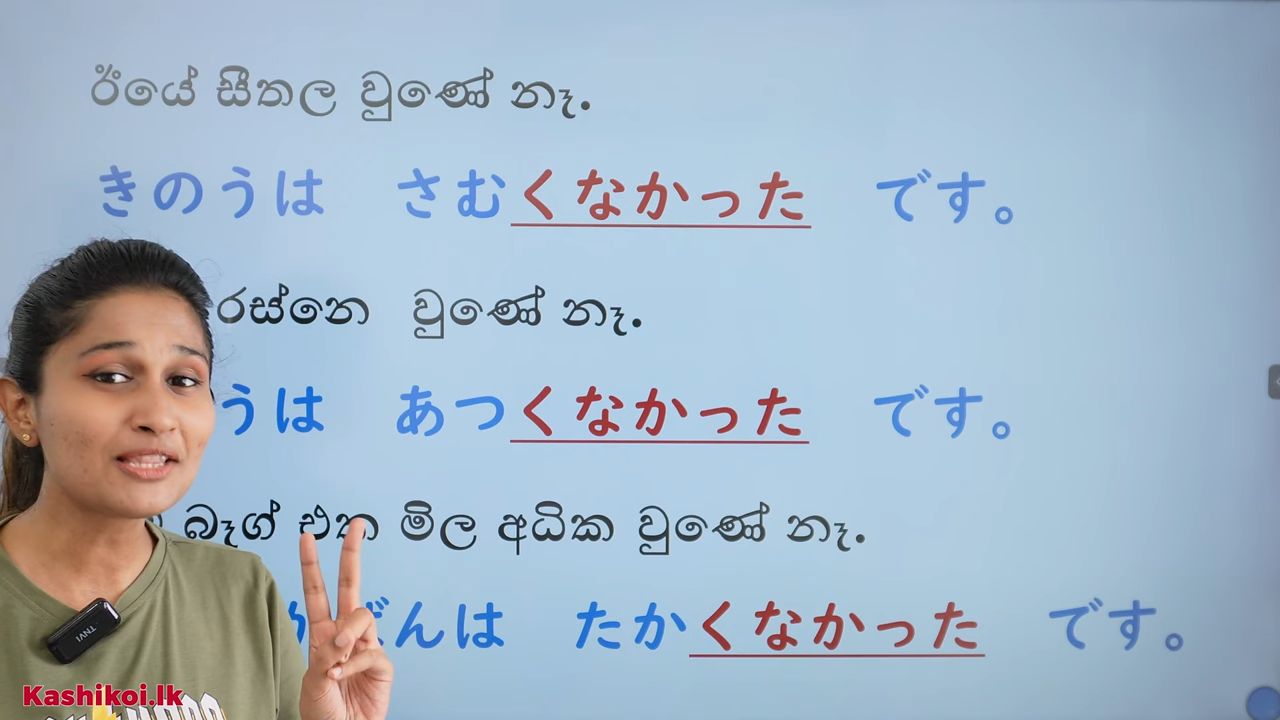 ඊයේ සීතල වුණේ නෑ.
きのうは さむくなかった です。
රස්නෙ වුණේ නෑ.
うは あつくなかった です。
බෑග් එක මිල අධික වුණේ නෑ.
ばんは たかくなかった です。
TNVI
Kashikoi.lk